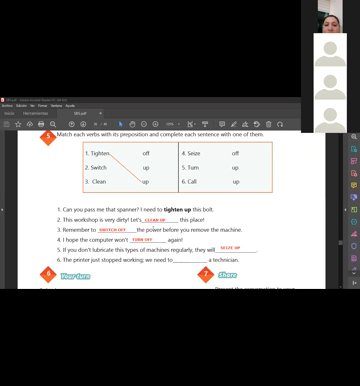 Inicio Herramientas
5 Match each verbs with its preposition and complete each sentence with one of them.
1. Tighten off 4. Seize off
2. Switch up 5. Turn up
3. Clean up 6. Call up
1. Can you pass me that spanner? I need to tighten up this bolt.
2. This workshop is very dirty! Let's CLEAN UP this place!
3. Remember to SWITCH OFF the power before you remove the machine.
4. I hope the computer won't TURN OFF again!
5. If you don't lubricate this types of machines regularly, they will SEIZE UP.
6. The printer just stopped working; we need to a technician.
6 Your turn 7 Share